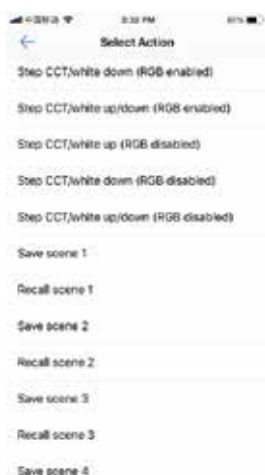 Select Action
Step CCT/white down (RGB enabled)
Step CCT/white up/down (RGB enabled)
Step CCT/white up (RGB disabled)
Step CCT/white down (RGB disabled)
Step CCT/white up/down (RGB disabled)
Save scene 1
Recall scene 1
Save scene 2
Recall scene 2
Save scene 3
Recall scene 3
Save scene 4